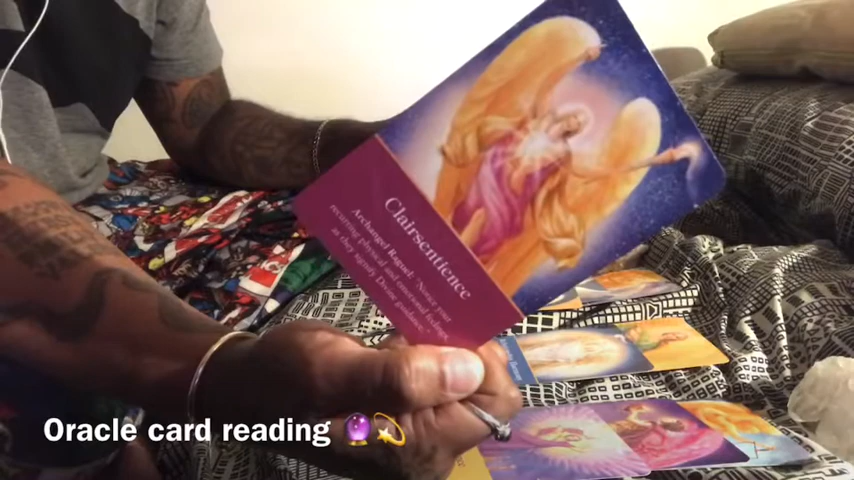 Clairsentience
Archangel Raguel: "Notice your
recurring physical and emotional feelings,
as they signify Divine guidance."
Oracle card reading 🔮💫